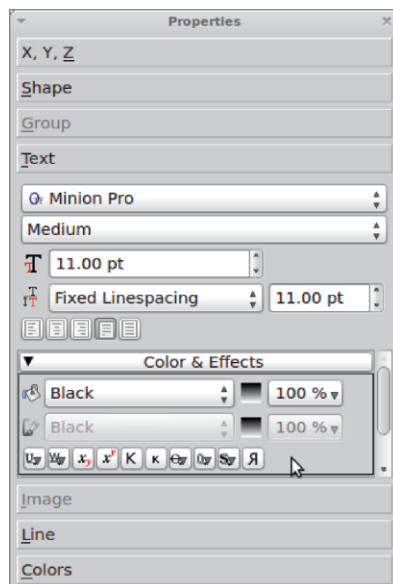 Properties
X, Y, Z
Shape
Group
Text
Minion Pro
Medium
11.00 pt
Fixed Linespacing 11.00 pt
Color & Effects
Black 100 %
Black 100 %
Image
Line
Colors